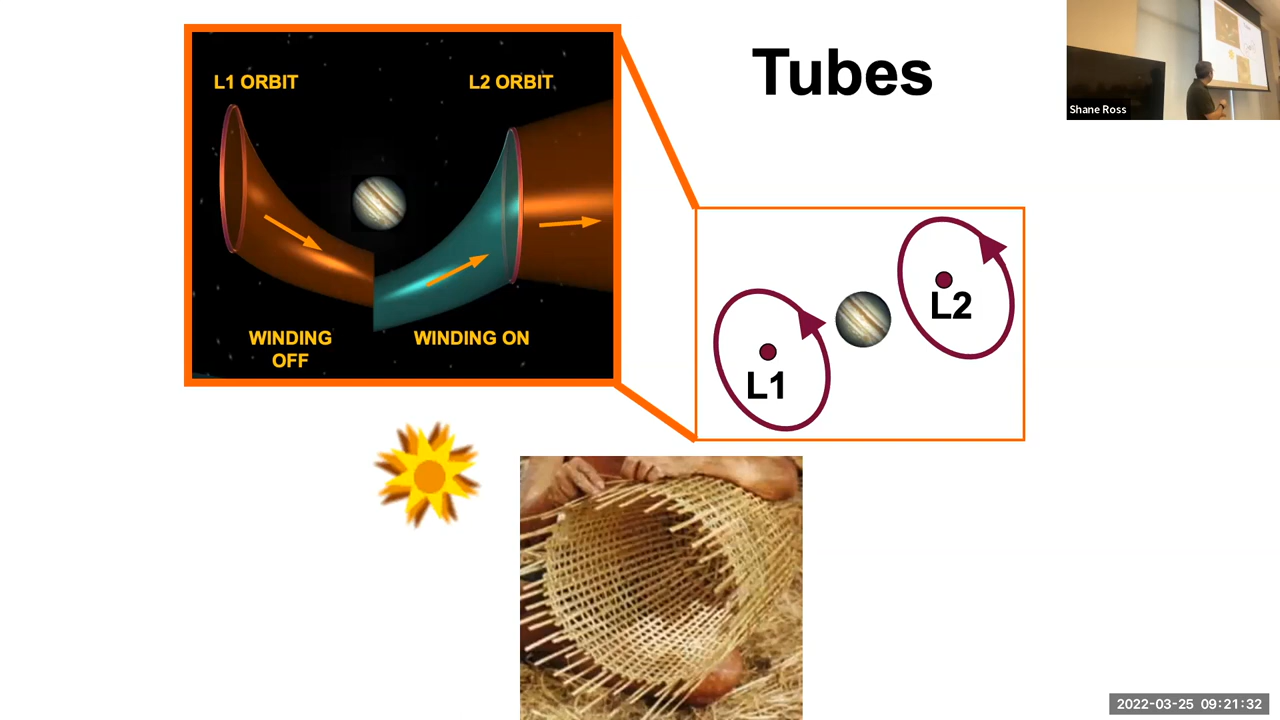 Tubes
L1 ORBIT
L2 ORBIT
WINDING
OFF
WINDING ON
L1
L2
Shane Ross
2022-03-25 09:21:32